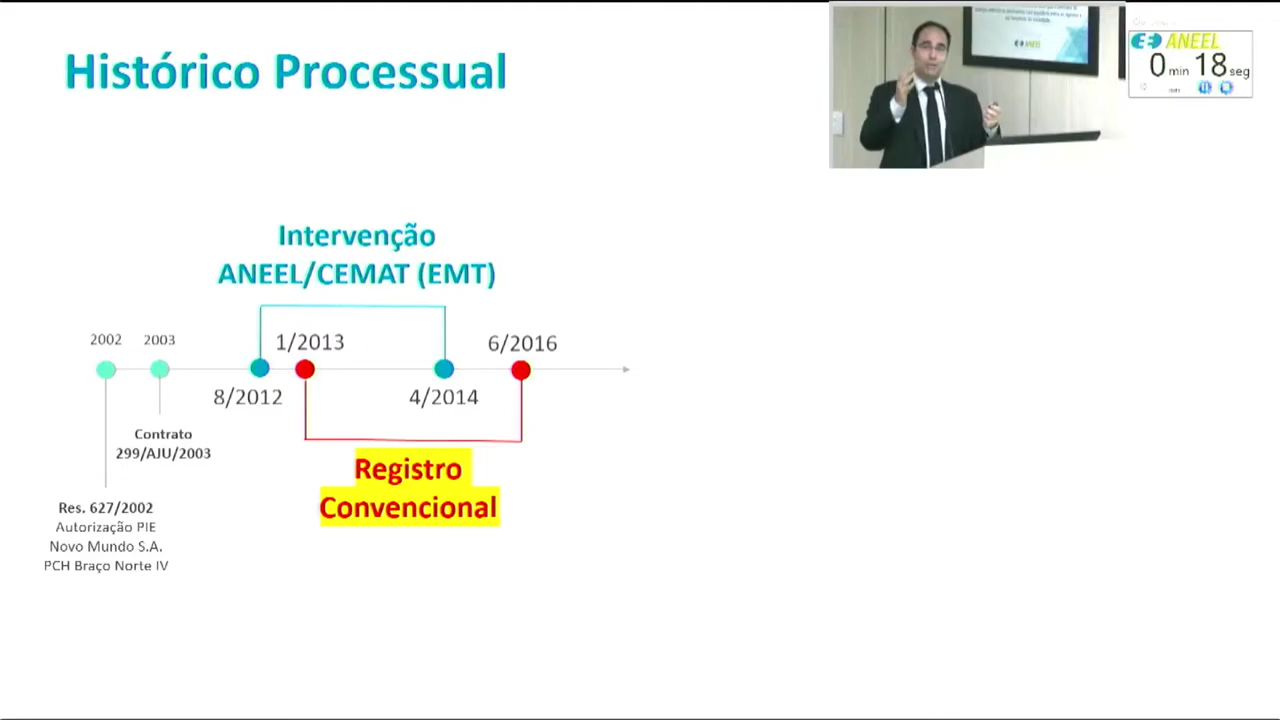 Histórico Processual
ANEEL
0 min 18 seg
ANEEL
Intervenção
ANEEL/CEMAT (EMT)
2002
2003
1/2013
6/2016
8/2012
4/2014
Contrato
299/AJU/2003
Registro
Convencional
Res. 627/2002
Autorização PIE
Novo Mundo S.A.
PCH Braço Norte IV